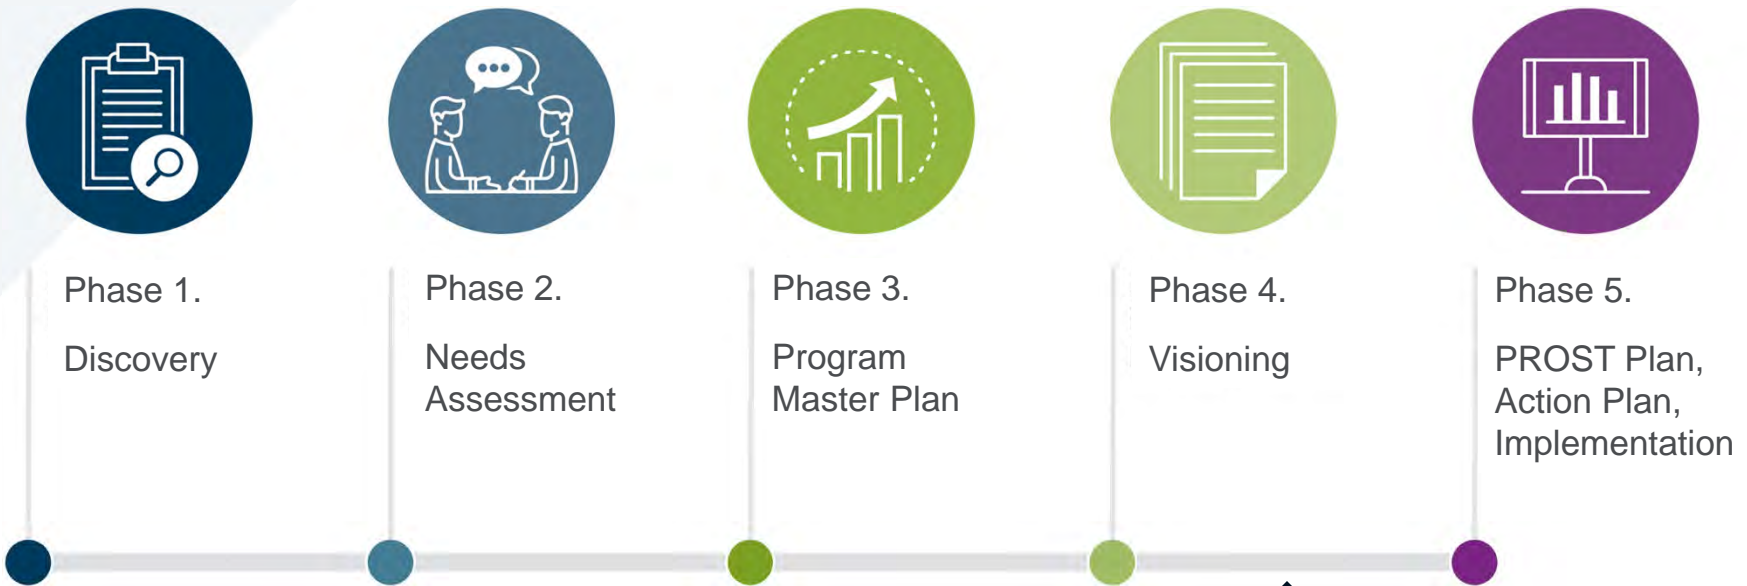 Phase 1.
Discovery
Phase 2.
Needs
Assessment
Phase 3.
Program
Master Plan
Phase 4.
Visioning
Phase 5.
PROST Plan,
Action Plan,
Implementation